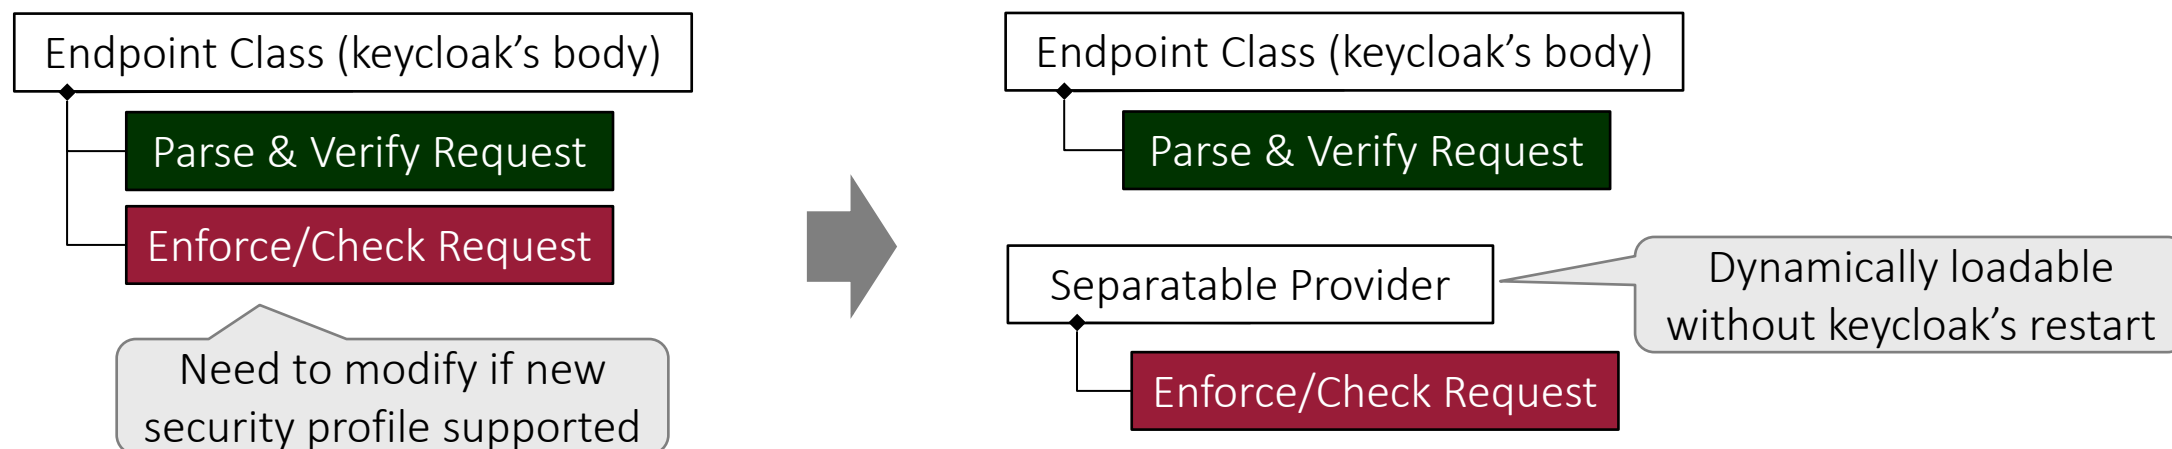 Endpoint Class (keycloak’s body)
Parse & Verify Request
Enforce/Check Request
Need to modify if new
security profile supported
Endpoint Class (keycloak’s body)
Parse & Verify Request
Separatable Provider
Enforce/Check Request
Dynamically loadable
without keycloak’s restart